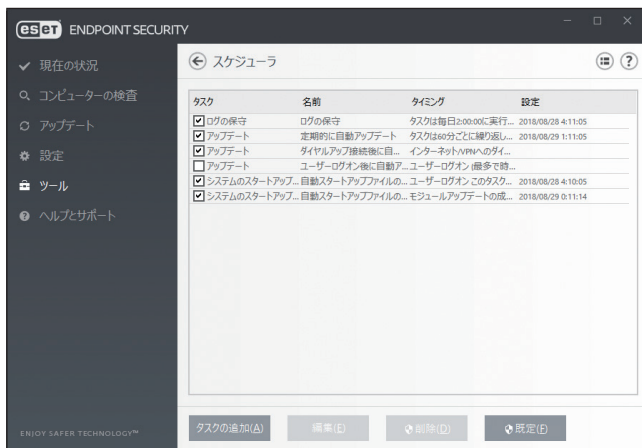 eset ENDPOINT SECURITY
現在の状況
コンピューターの検査
アップデート
設定
ツール
ヘルプとサポート
ENJOY SAFER TECHNOLOGY™
スケジューラ
タスク 名前 タイミング 設定
ログの保守 ログの保守 タスクは毎日2:00:00に実行... 2018/08/28 4:11:05
アップデート 定期的に自動アップデート タスクは60分ごとに繰り返し... 2018/08/29 1:11:05
アップデート ダイヤルアップ接続後に自... インターネット/VPNへのダイ...
アップデート ユーザーログオン後に自動ア... ユーザーログオン (最多で時...
システムのスタートアップ... 自動スタートアップファイルの... ユーザーログオン このタスク... 2018/08/28 4:10:05
システムのスタートアップ... 自動スタートアップファイルの... モジュールアップデートの成... 2018/08/29 0:11:14
タスクの追加(A) 編集(E) 削除(D) 既定(F)